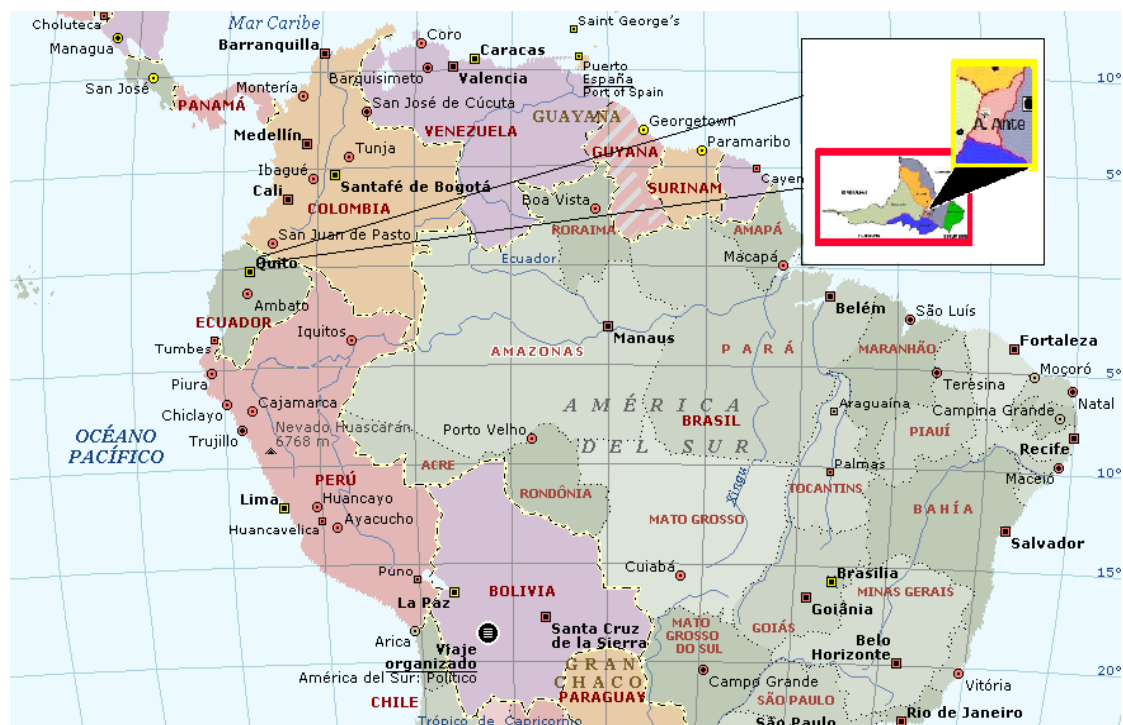 Choluteca
Mar Caribe
Saint George's
Managua
Barranquilla
Coro
Caracas
San José
PANAMÁ
Montería
Barquisimeto
Valencia
Puerto
España
Port of Spain
10°
San José de Cúcuta
VENEZUELA
GUAYANA
Georgetown
A. Ante
Medellín
Tunja
GUYANA
Paramaribo
Ibagué
Santafé de Bogotá
SURINAM
Cayen
5°
Cali
COLOMBIA
Boa Vista
San Juan de Pasto
RORAIMA
AMAPÁ
Quito
Ecuador
Macapá
Ambato
Belém
São Luís
ECUADOR
Iquitos
Manaus
Tumbes
AMAZONAS
PARÁ
MARANHÃO
Fortaleza
Piura
Teresina
Moçoró
5°
Chiclayo
Cajamarca
AMÉRICA
Araguaína
Campina Grande
Natal
Trujillo
Nevado Huascarán
6768 m
Porto Velho
DEL SUR
BRASIL
PIAUÍ
OCÉANO
PACÍFICO
Recife
ACRE
Xingu
Palmas
Maceió
10°
PERÚ
RONDÔNIA
TOCANTINS
Lima
Huancayo
MATO GROSSO
BAHÍA
Huancavelica
Ayacucho
Salvador
Puno
Cuiabá
Brasilia
15°
La Paz
BOLIVIA
Goiânia
MINAS GERAIS
Arica
Viaje
organizado
Santa Cruz
de la Sierra
MATO
GROSSO
DO SUL
GOIÁS
Belo
Horizonte
América del Sur: Político
GRAN
CHACO
Campo Grande
Vitória
20°
CHILE
PARAGUAY
SÃO PAULO
Trópico de Capricornio
São Paulo
Rio de Janeiro